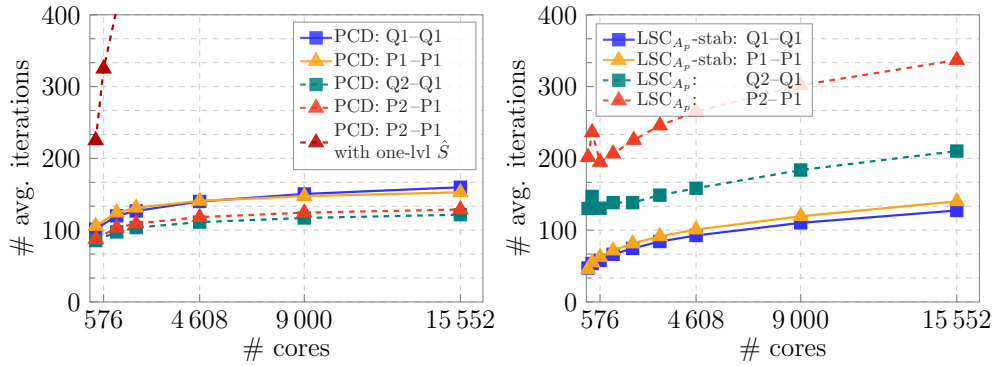 400
300
200
100
0
# avg. iterations
PCD: Q1–Q1
PCD: P1–P1
PCD: Q2–Q1
PCD: P2–P1
PCD: P2–P1
with one-lvl Ŝ
576
4 608
9 000
15 552
# cores
400
300
200
100
0
# avg. iterations
LSC_{A_p}-stab: Q1–Q1
LSC_{A_p}-stab: P1–P1
LSC_{A_p}: Q2–Q1
LSC_{A_p}: P2–P1
576
4 608
9 000
15 552
# cores